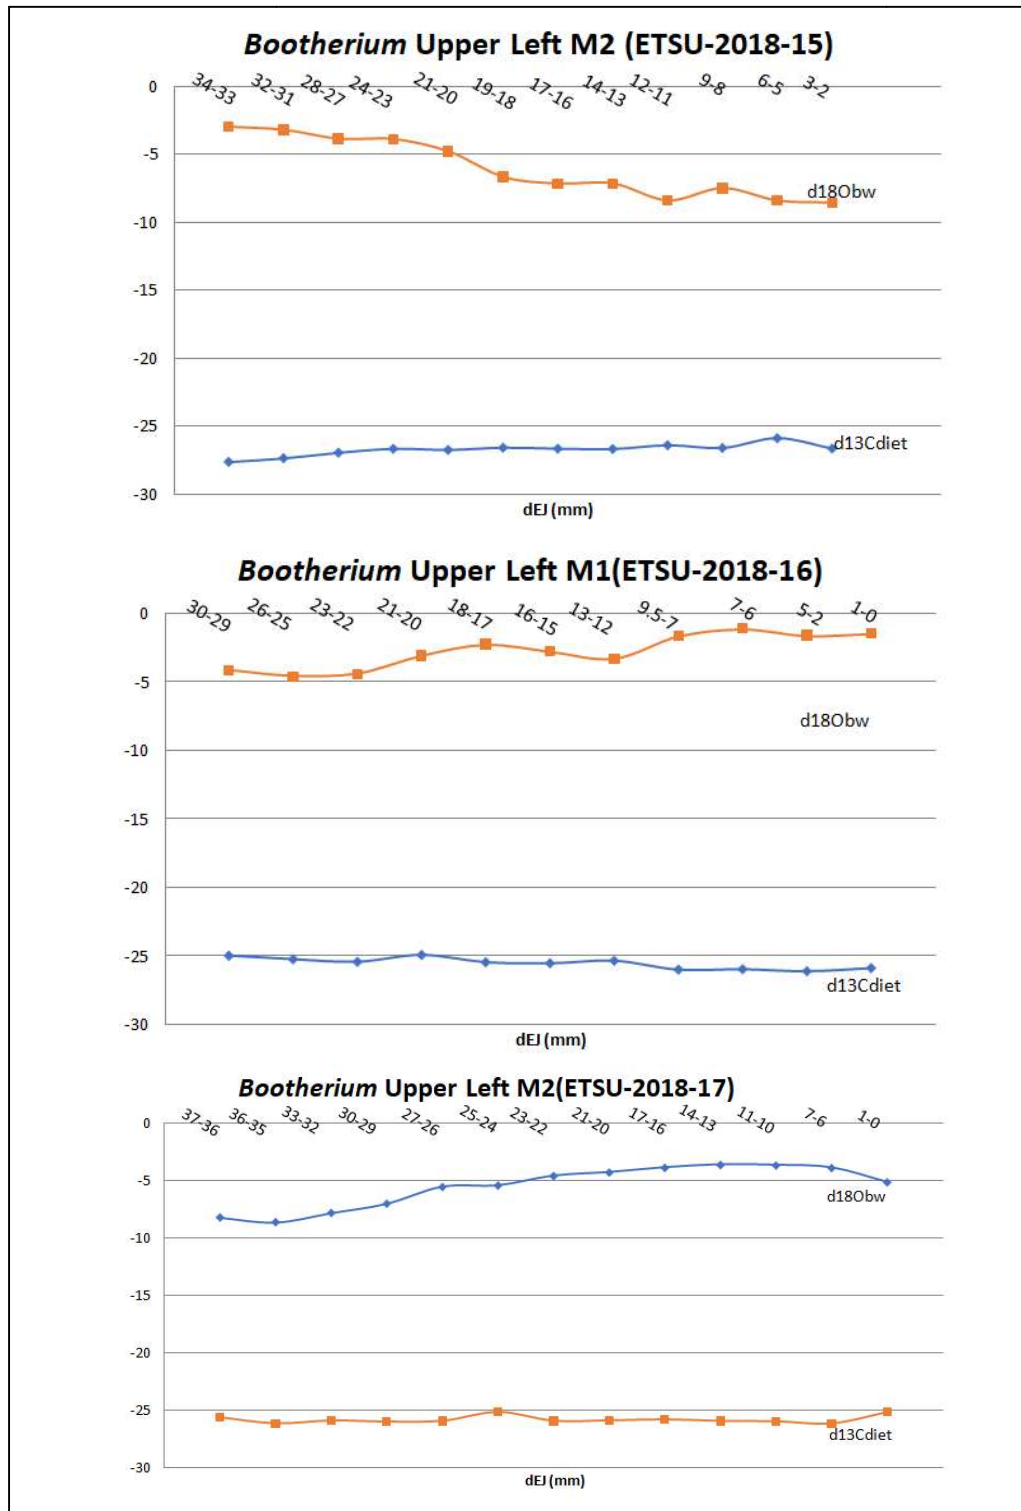 Bootherium Upper Left M2 (ETSU-2018-15)
0
34-33 32-31 28-27 24-23 21-20 19-18 17-16 14-13 12-11 9-8 6-5 3-2
-5
d18Obw
-10
-15
-20
-25
d13Cdiet
-30
dEJ (mm)
Bootherium Upper Left M1(ETSU-2018-16)
0
30-29 26-25 23-22 21-20 18-17 16-15 13-12 9.5-7 7-6 5-2 1-0
-5
d18Obw
-10
-15
-20
-25
d13Cdiet
-30
dEJ (mm)
Bootherium Upper Left M2(ETSU-2018-17)
0
37-36 36-35 33-32 30-29 27-26 25-24 23-22 21-20 17-16 14-13 11-10 7-6 1-0
-5
d18Obw
-10
-15
-20
-25
d13Cdiet
-30
dEJ (mm)